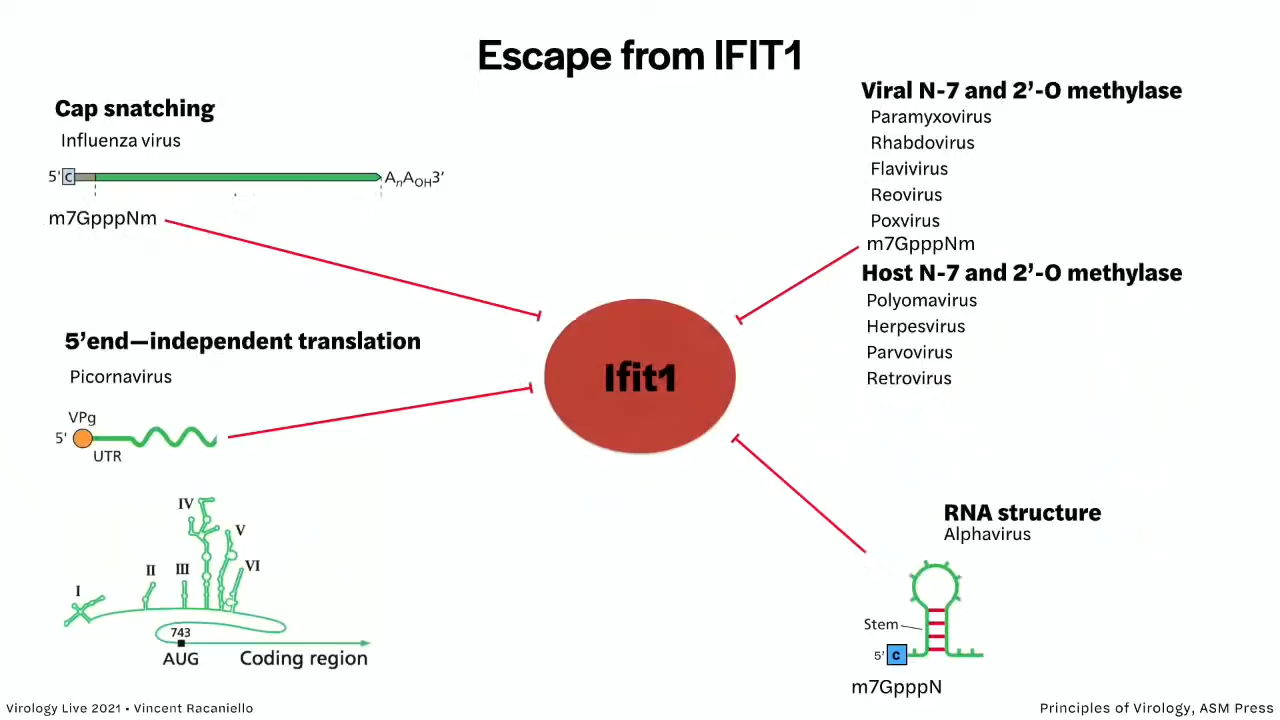 Escape from IFIT1
Cap snatching
Influenza virus
5' C AnAOH3'
m7GpppNm
5'end—independent translation
Picornavirus
VPg
5'
UTR
I
II
III
IV
V
VI
743
AUG
Coding region
Ifit1
Viral N-7 and 2'-O methylase
Paramyxovirus
Rhabdovirus
Flavivirus
Reovirus
Poxvirus
m7GpppNm
Host N-7 and 2'-O methylase
Polyomavirus
Herpesvirus
Parvovirus
Retrovirus
RNA structure
Alphavirus
Stem
5' C
m7GpppN
Virology Live 2021 • Vincent Racaniello
Principles of Virology, ASM Press